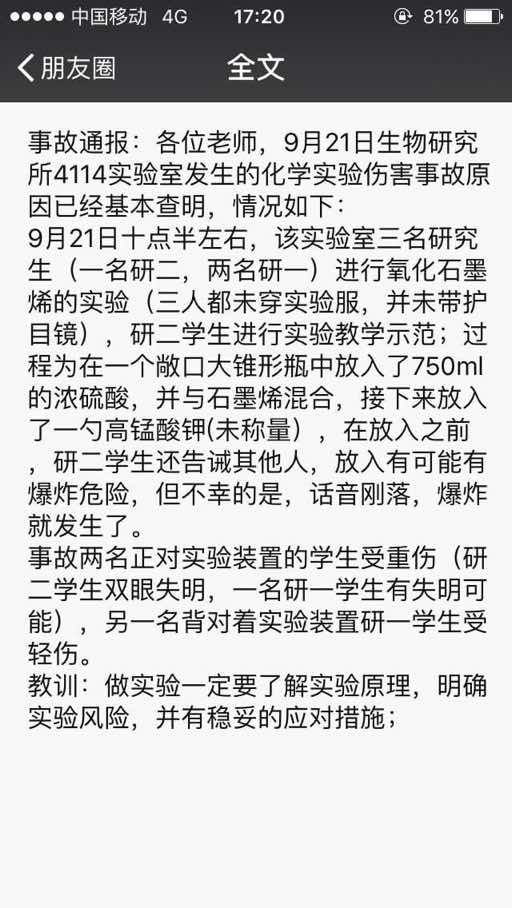 中国移动 4G 17:20 81%
朋友圈 全文
事故通报：各位老师，9月21日生物研究
所4114实验室发生的化学实验伤害事故原
因已经基本查明，情况如下：
9月21日十点半左右，该实验室三名研究
生（一名研二，两名研一）进行氧化石墨
烯的实验（三人都未穿实验服，并未带护
目镜），研二学生进行实验教学示范；过
程为在一个敞口大锥形瓶中放入了750ml
的浓硫酸，并与石墨烯混合，接下来放入
了一勺高锰酸钾(未称量），在放入之前
，研二学生还告诫其他人，放入有可能有
爆炸危险，但不幸的是，话音刚落，爆炸
就发生了。
事故两名正对实验装置的学生受重伤（研
二学生双眼失明，一名研一学生有失明可
能），另一名背对着实验装置研一学生受
轻伤。
教训：做实验一定要了解实验原理，明确
实验风险，并有稳妥的应对措施；